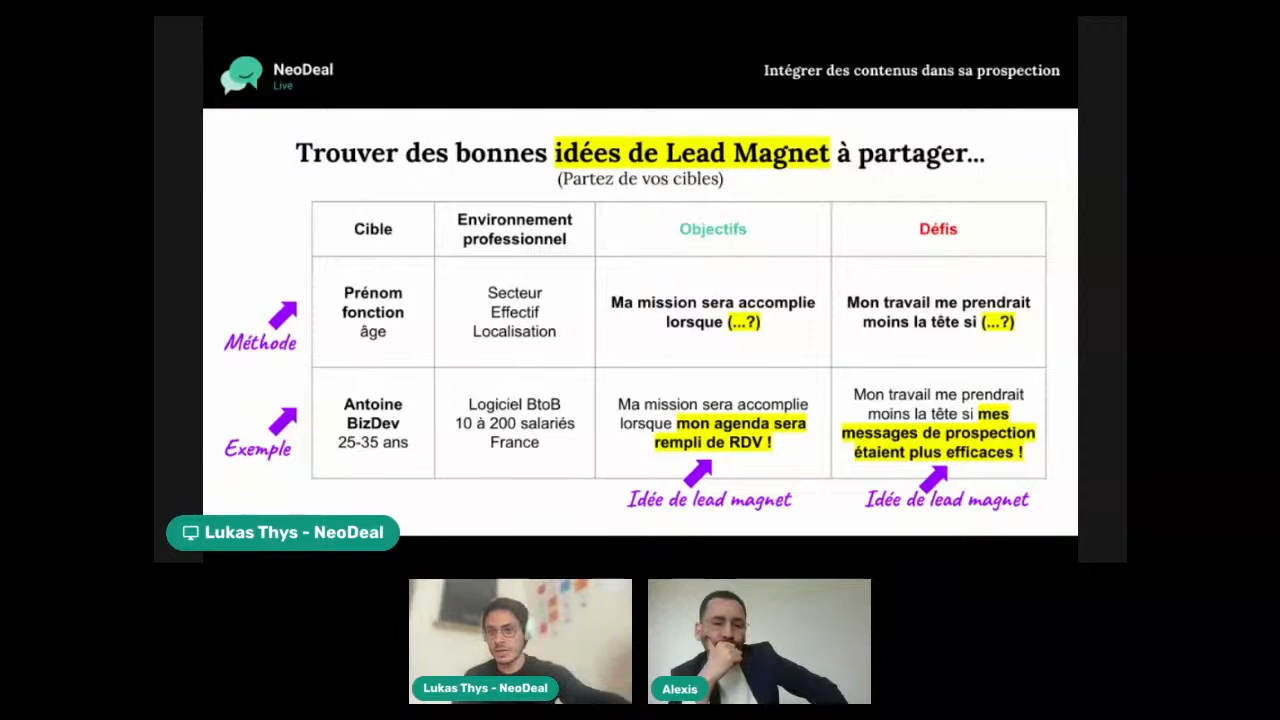 NeoDeal
Live
Intégrer des contenus dans sa prospection
Trouver des bonnes idées de Lead Magnet à partager...
(Partez de vos cibles)
Cible
Environnement
professionnel
Objectifs
Défis
Méthode
Prénom
fonction
âge
Secteur
Effectif
Localisation
Ma mission sera accomplie
lorsque (...?)
Mon travail me prendrait
moins la tête si (...?)
Exemple
Antoine
BizDev
25-35 ans
Logiciel BtoB
10 à 200 salariés
France
Ma mission sera accomplie
lorsque mon agenda sera
rempli de RDV !
Mon travail me prendrait
moins la tête si mes
messages de prospection
étaient plus efficaces !
Idée de lead magnet
Idée de lead magnet
Lukas Thys - NeoDeal
Lukas Thys - NeoDeal
Alexis